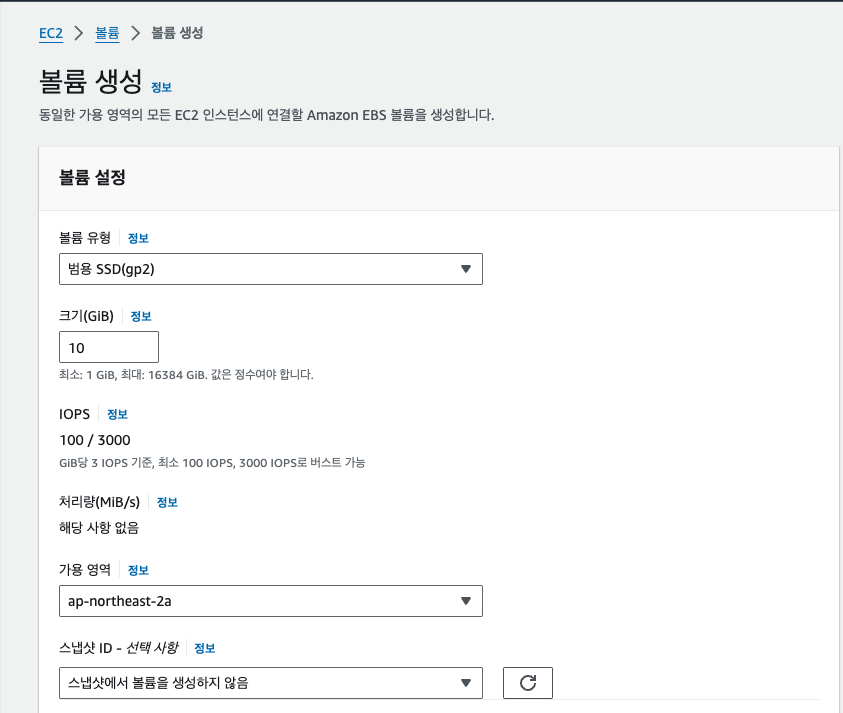 EC2 > 볼륨 > 볼륨 생성
볼륨 생성 정보
동일한 가용 영역의 모든 EC2 인스턴스에 연결할 Amazon EBS 볼륨을 생성합니다.
볼륨 설정
볼륨 유형 정보
범용 SSD(gp2)
크기(GiB) 정보
10
최소: 1 GiB, 최대: 16384 GiB. 값은 정수여야 합니다.
IOPS 정보
100 / 3000
GiB당 3 IOPS 기준, 최소 100 IOPS, 3000 IOPS로 버스트 가능
처리량(MiB/s) 정보
해당 사항 없음
가용 영역 정보
ap-northeast-2a
스냅샷 ID - 선택 사항 정보
스냅샷에서 볼륨을 생성하지 않음